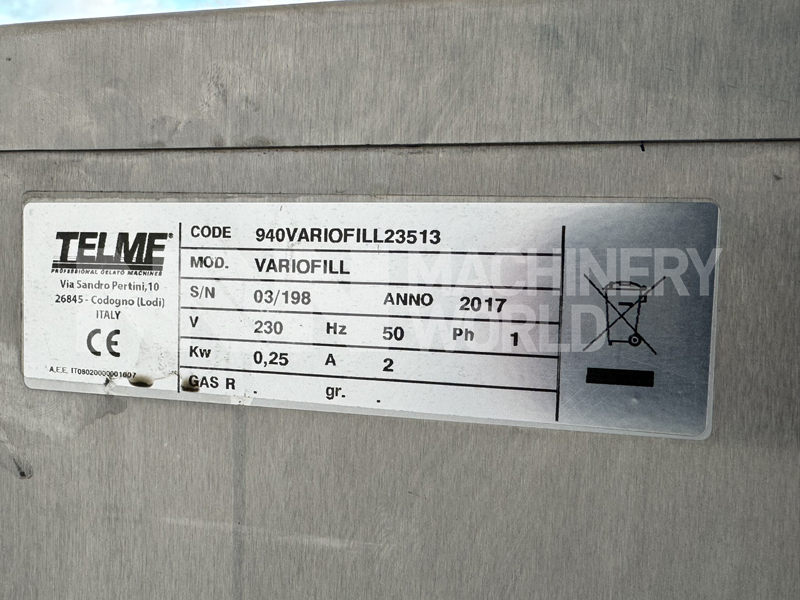 TELME®
PROFESSIONAL GELATO MACHINES
Via Sandro Pertini,10
26845 - Codogno (Lodi)
ITALY
CE
A.E.E. IT08020000001607
CODE 940VARIOFILL23513
MOD. VARIOFILL
S/N 03/198 ANNO 2017
V 230 Hz 50 Ph 1
Kw 0,25 A 2
GAS R . gr. .
MACHINERY
WORLD